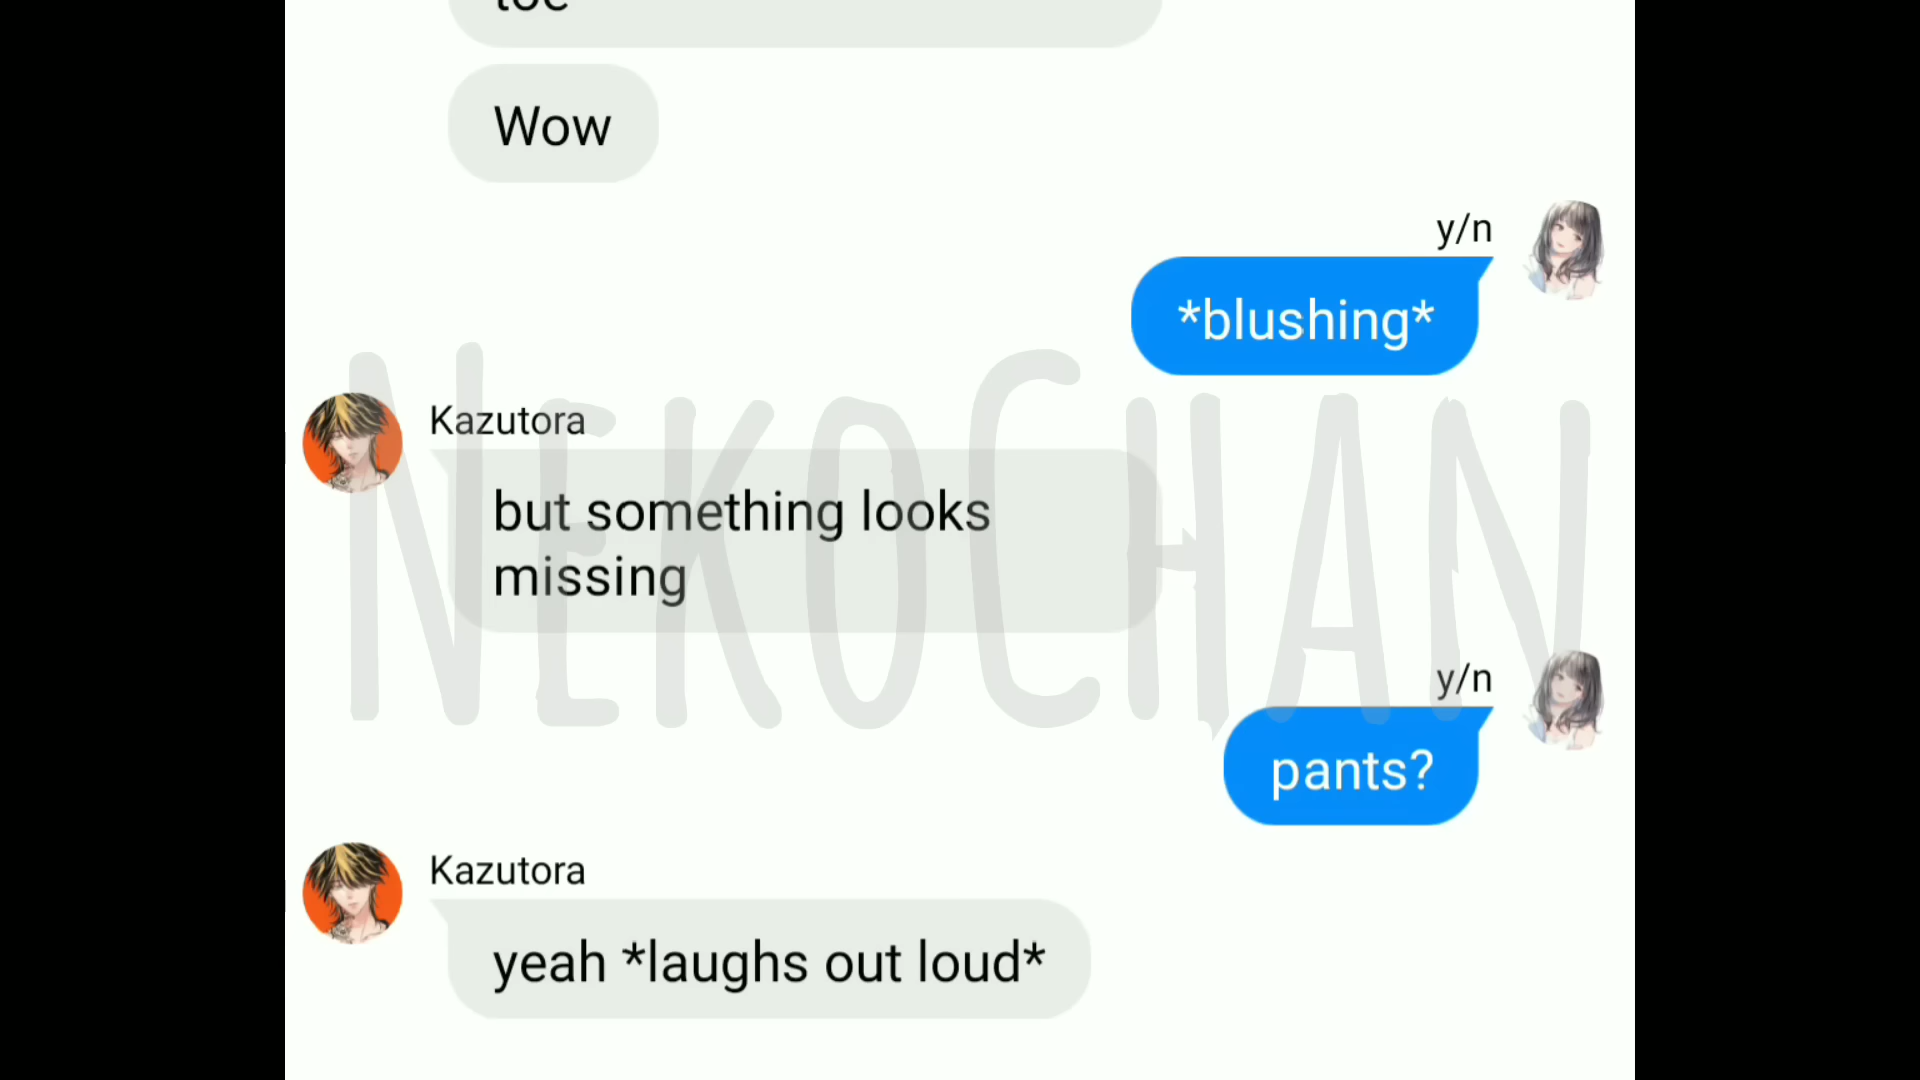 toe
Wow
y/n
*blushing*
Kazutora
but something looks
missing
NEKOCHAN
y/n
pants?
Kazutora
yeah *laughs out loud*